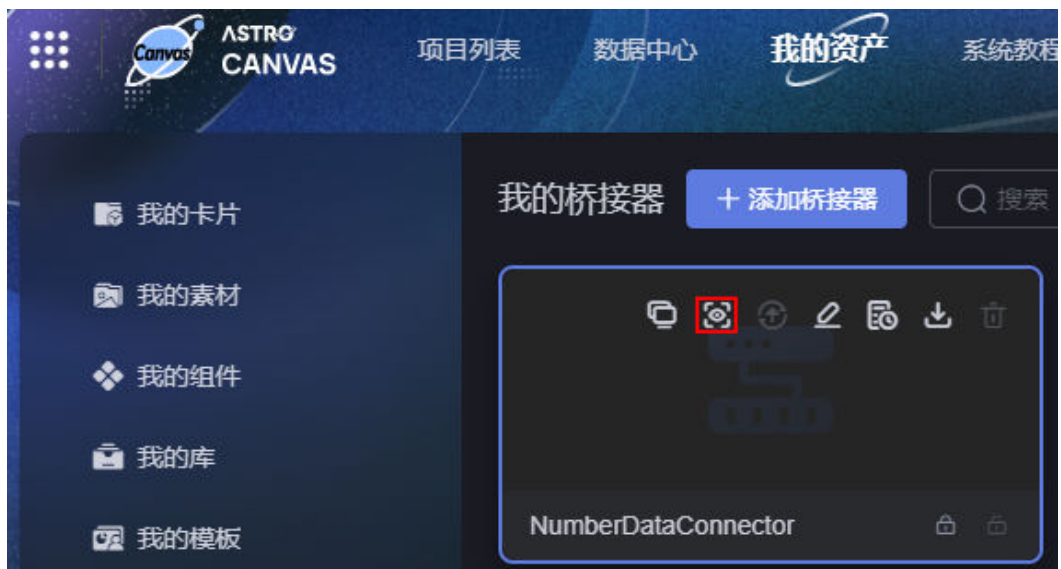 Canvas
ASTRO
CANVAS
项目列表
数据中心
我的资产
系统教程
我的卡片
我的素材
我的组件
我的库
我的模板
我的桥接器
+ 添加桥接器
搜索
NumberDataConnector